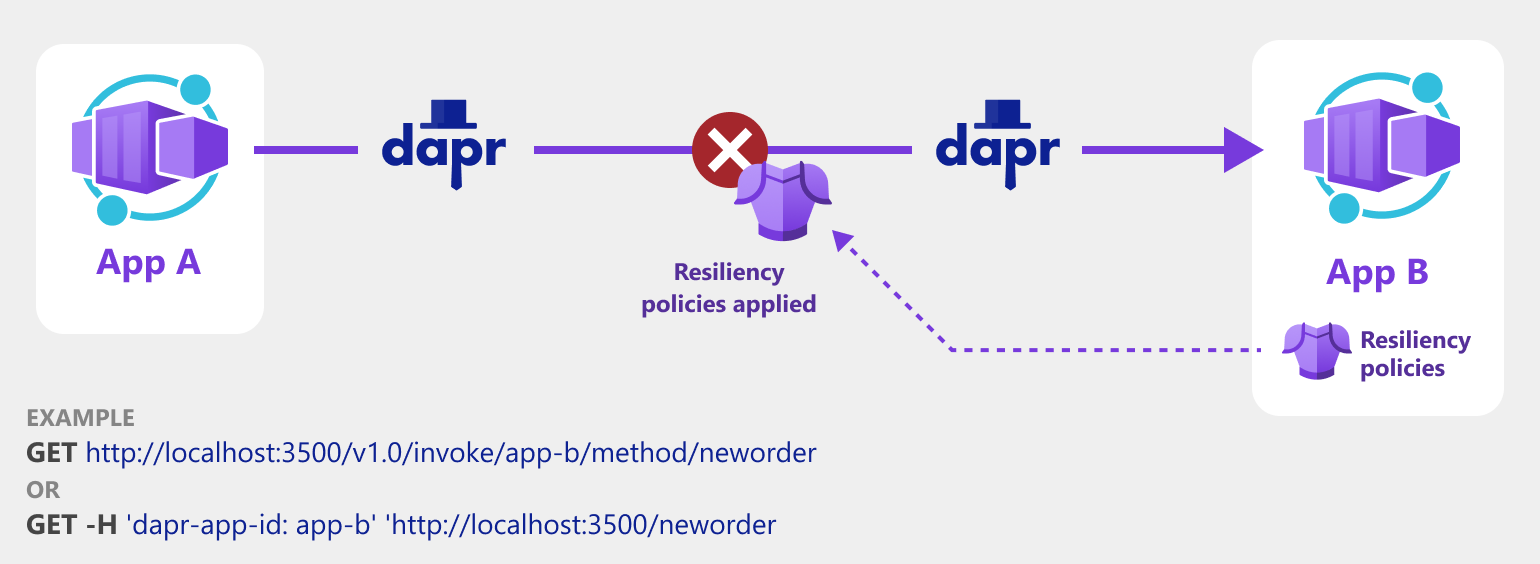 dapr
dapr
App A
App B
Resiliency
policies applied
Resiliency
policies
EXAMPLE
GET http://localhost:3500/v1.0/invoke/app-b/method/neworder
OR
GET -H 'dapr-app-id: app-b' 'http://localhost:3500/neworder